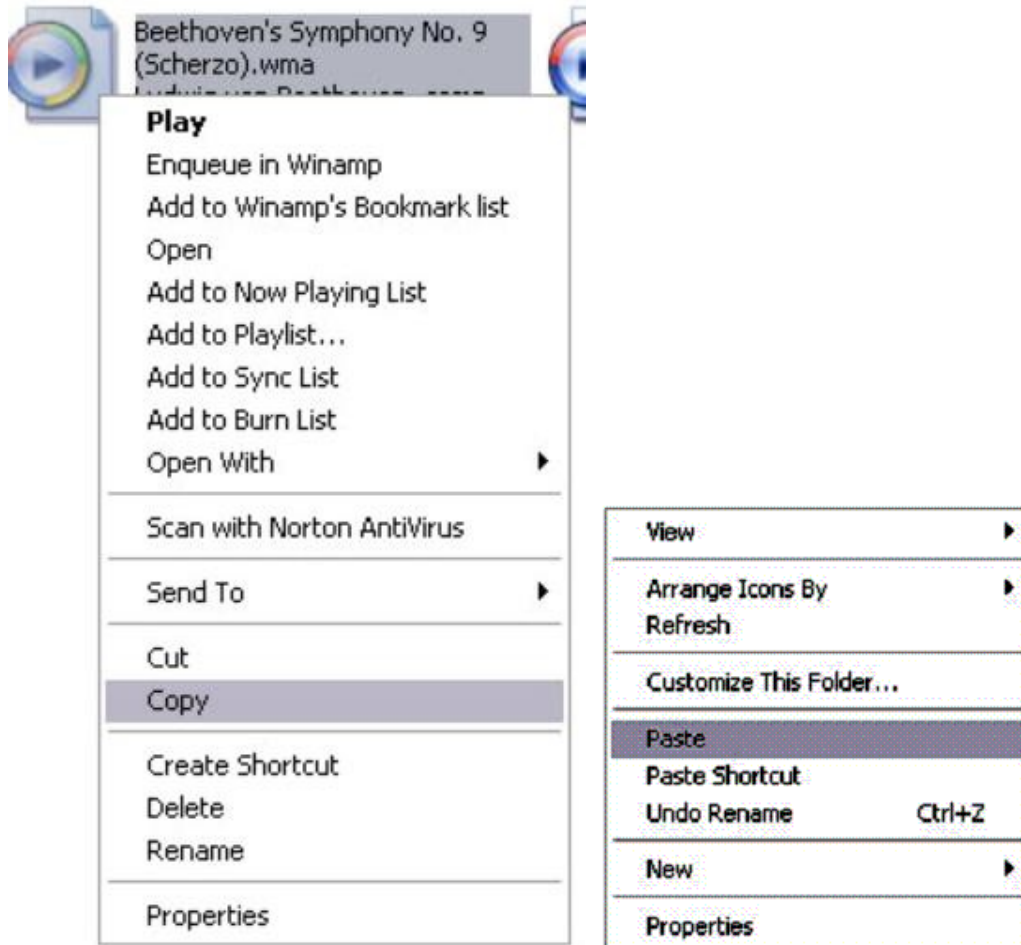 Beethoven's Symphony No. 9
(Scherzo).wma
Play
Enqueue in Winamp
Add to Winamp's Bookmark list
Open
Add to Now Playing List
Add to Playlist...
Add to Sync List
Add to Burn List
Open With
Scan with Norton AntiVirus
Send To
Cut
Copy
Create Shortcut
Delete
Rename
Properties
View
Arrange Icons By
Refresh
Customize This Folder...
Paste
Paste Shortcut
Undo Rename Ctrl+Z
New
Properties